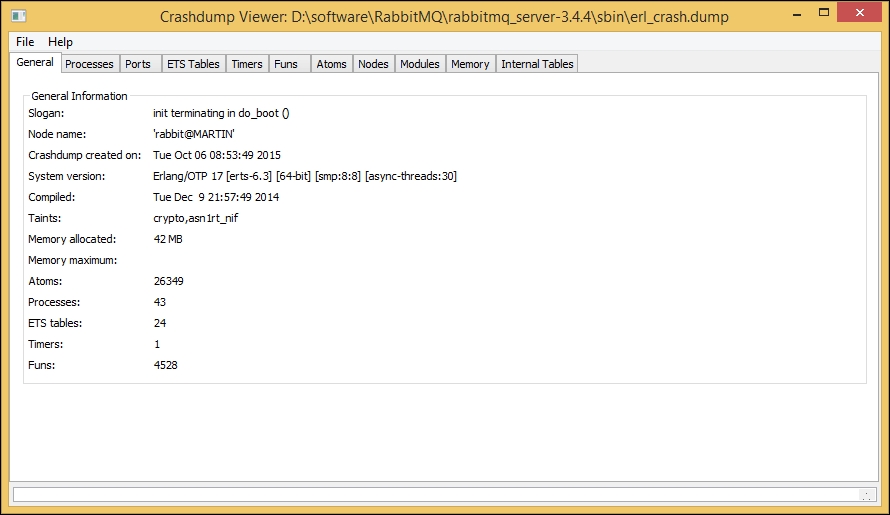 Crashdump Viewer: D:\software\RabbitMQ\rabbitmq_server-3.4.4\sbin\erl_crash.dump
File Help
General Processes Ports ETS Tables Timers Funs Atoms Nodes Modules Memory Internal Tables
General Information
Slogan: init terminating in do_boot ()
Node name: 'rabbit@MARTIN'
Crashdump created on: Tue Oct 06 08:53:49 2015
System version: Erlang/OTP 17 [erts-6.3] [64-bit] [smp:8:8] [async-threads:30]
Compiled: Tue Dec  9 21:57:49 2014
Taints: crypto,asn1rt_nif
Memory allocated: 42 MB
Memory maximum:
Atoms: 26349
Processes: 43
ETS tables: 24
Timers: 1
Funs: 4528